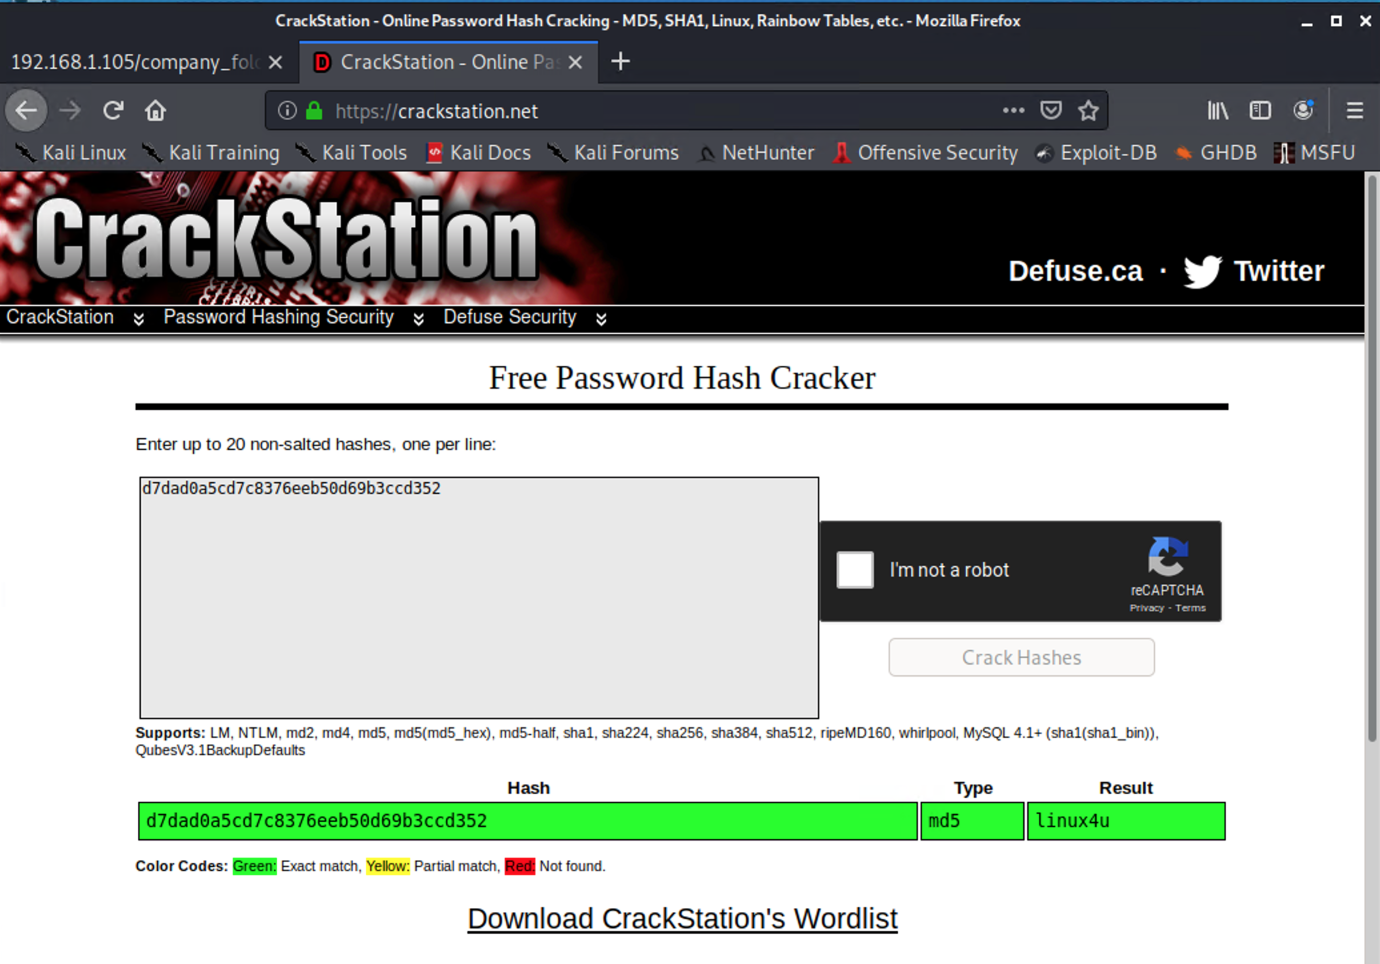 CrackStation - Online Password Hash Cracking - MD5, SHA1, Linux, Rainbow Tables, etc. - Mozilla Firefox
192.168.1.105/company_fol CrackStation - Online Pa
https://crackstation.net
Kali Linux Kali Training Kali Tools Kali Docs Kali Forums NetHunter Offensive Security Exploit-DB GHDB MSFU
CrackStation
Defuse.ca · Twitter
CrackStation Password Hashing Security Defuse Security
Free Password Hash Cracker
Enter up to 20 non-salted hashes, one per line:
d7dad0a5cd7c8376eeb50d69b3ccd352
I'm not a robot
reCAPTCHA
Privacy - Terms
Crack Hashes
Supports: LM, NTLM, md2, md4, md5, md5(md5_hex), md5-half, sha1, sha224, sha256, sha384, sha512, ripeMD160, whirlpool, MySQL 4.1+ (sha1(sha1_bin)),
QubesV3.1BackupDefaults
Hash Type Result
d7dad0a5cd7c8376eeb50d69b3ccd352 md5 linux4u
Color Codes: Green: Exact match, Yellow: Partial match, Red: Not found.
Download CrackStation's Wordlist